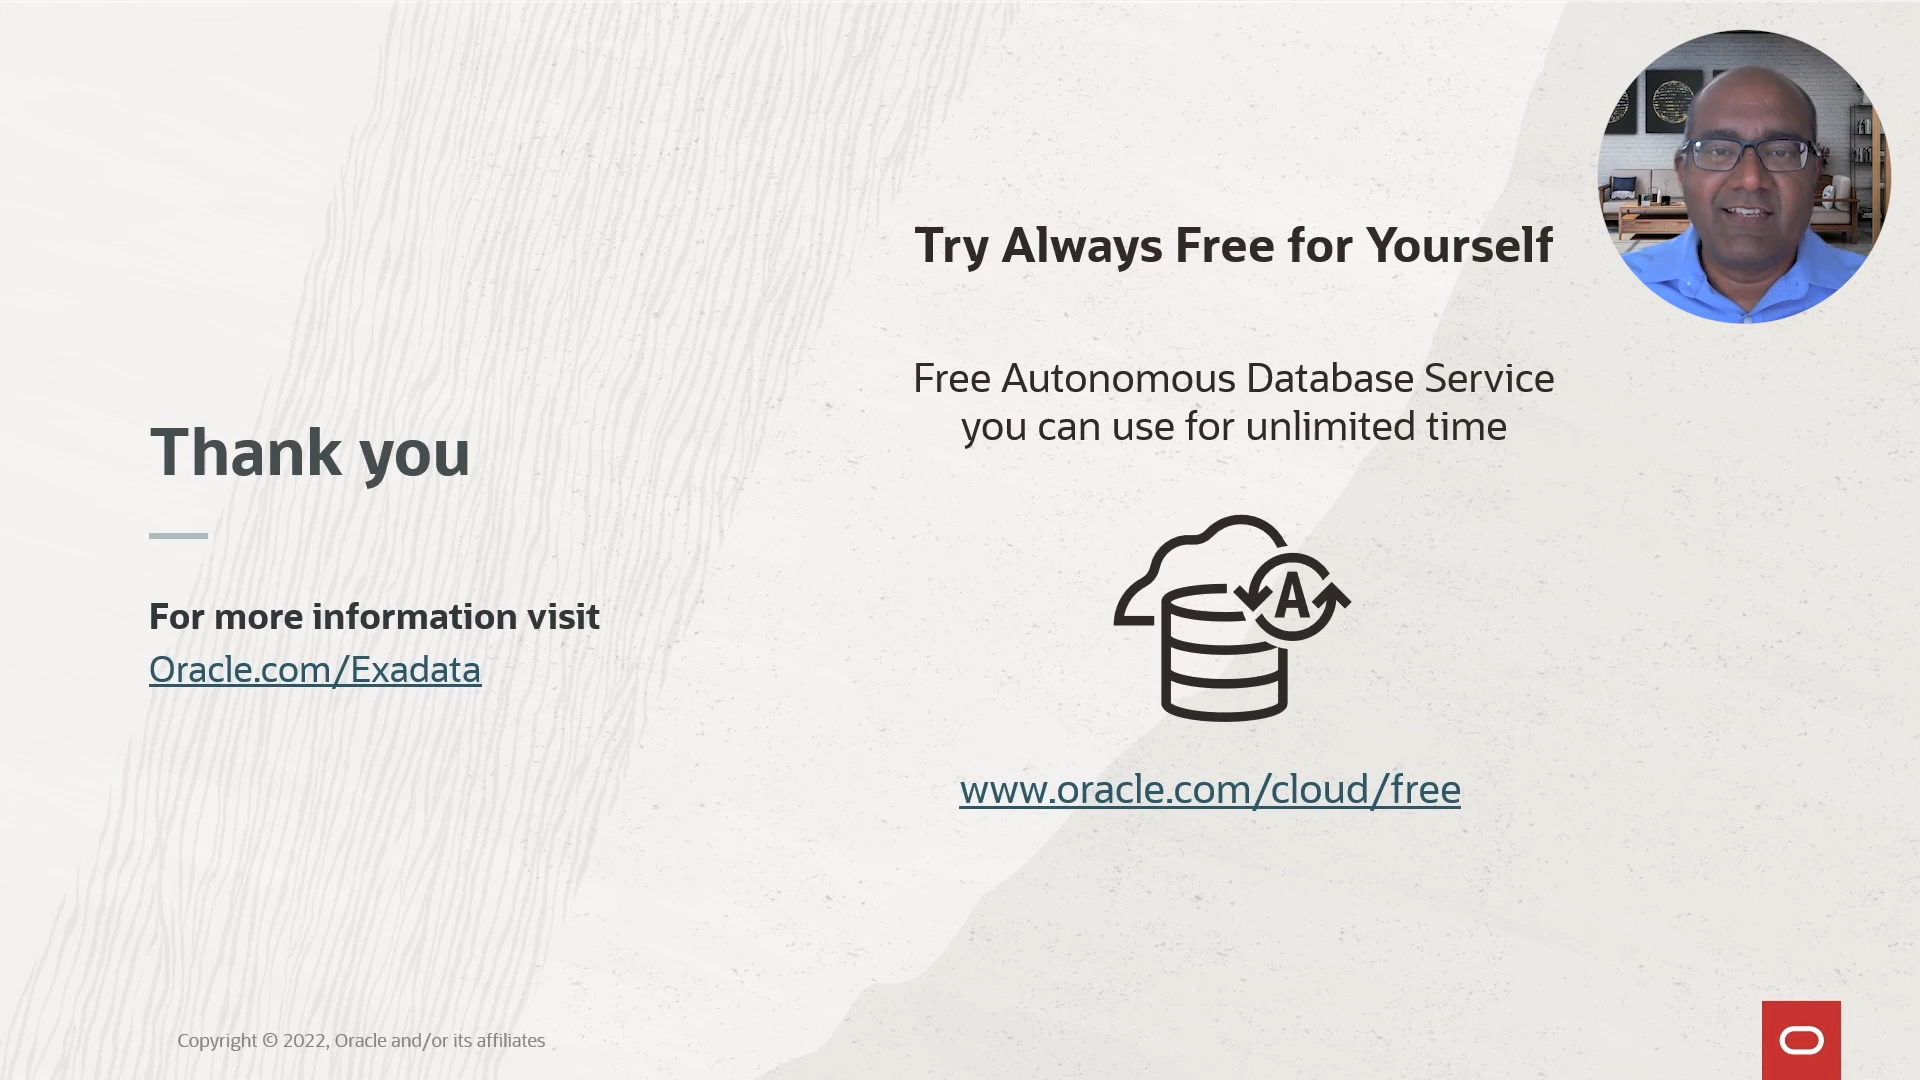 Thank you
For more information visit
Oracle.com/Exadata
Try Always Free for Yourself
Free Autonomous Database Service
you can use for unlimited time
A
www.oracle.com/cloud/free
Copyright © 2022, Oracle and/or its affiliates